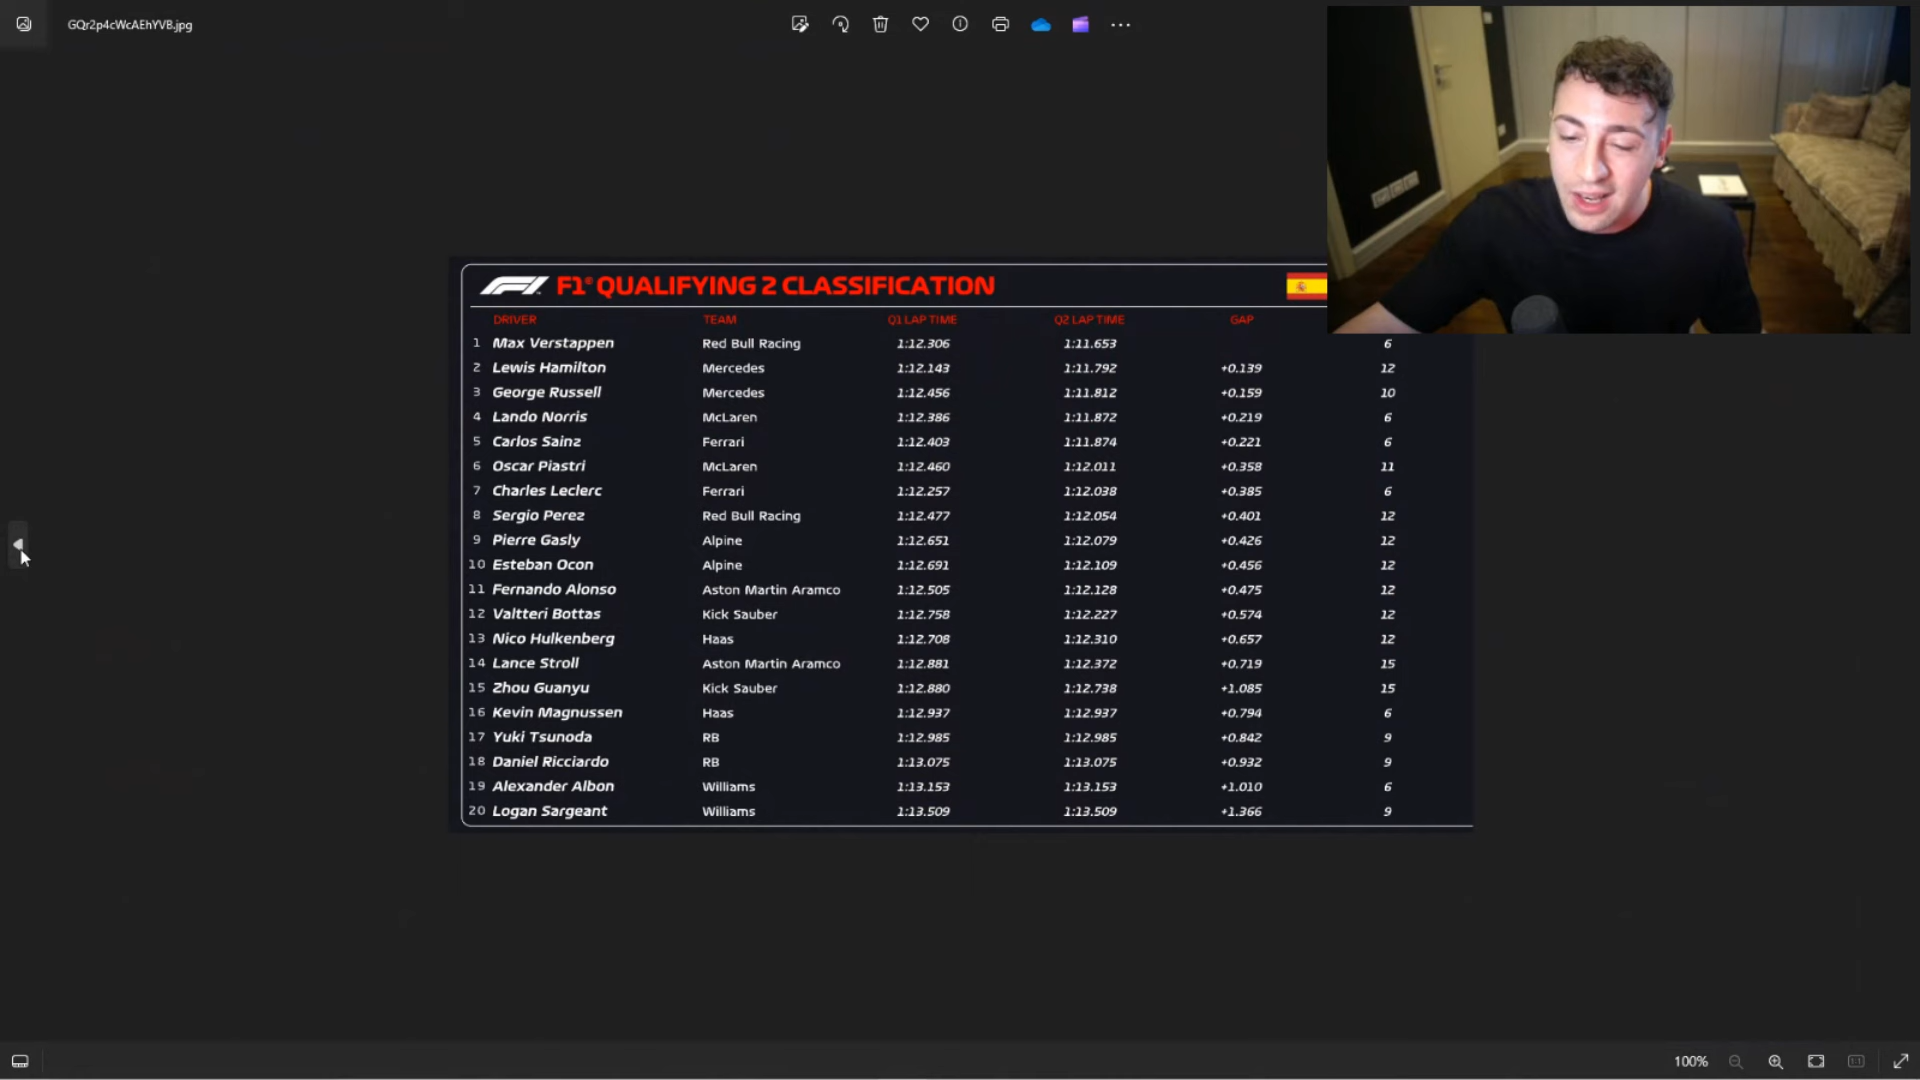 GQr2p4cWcAEhYVB.jpg
F1® QUALIFYING 2 CLASSIFICATION
DRIVER TEAM Q1 LAP TIME Q2 LAP TIME GAP
1 Max Verstappen Red Bull Racing 1:12.306 1:11.653 6
2 Lewis Hamilton Mercedes 1:12.143 1:11.792 +0.139 12
3 George Russell Mercedes 1:12.456 1:11.812 +0.159 10
4 Lando Norris McLaren 1:12.386 1:11.872 +0.219 6
5 Carlos Sainz Ferrari 1:12.403 1:11.874 +0.221 6
6 Oscar Piastri McLaren 1:12.460 1:12.011 +0.358 11
7 Charles Leclerc Ferrari 1:12.257 1:12.038 +0.385 6
8 Sergio Perez Red Bull Racing 1:12.477 1:12.054 +0.401 12
9 Pierre Gasly Alpine 1:12.651 1:12.079 +0.426 12
10 Esteban Ocon Alpine 1:12.691 1:12.109 +0.456 12
11 Fernando Alonso Aston Martin Aramco 1:12.505 1:12.128 +0.475 12
12 Valtteri Bottas Kick Sauber 1:12.758 1:12.227 +0.574 12
13 Nico Hulkenberg Haas 1:12.708 1:12.310 +0.657 12
14 Lance Stroll Aston Martin Aramco 1:12.881 1:12.372 +0.719 15
15 Zhou Guanyu Kick Sauber 1:12.880 1:12.738 +1.085 15
16 Kevin Magnussen Haas 1:12.937 1:12.937 +0.794 6
17 Yuki Tsunoda RB 1:12.985 1:12.985 +0.842 9
18 Daniel Ricciardo RB 1:13.075 1:13.075 +0.932 9
19 Alexander Albon Williams 1:13.153 1:13.153 +1.010 6
20 Logan Sargeant Williams 1:13.509 1:13.509 +1.366 9
100%